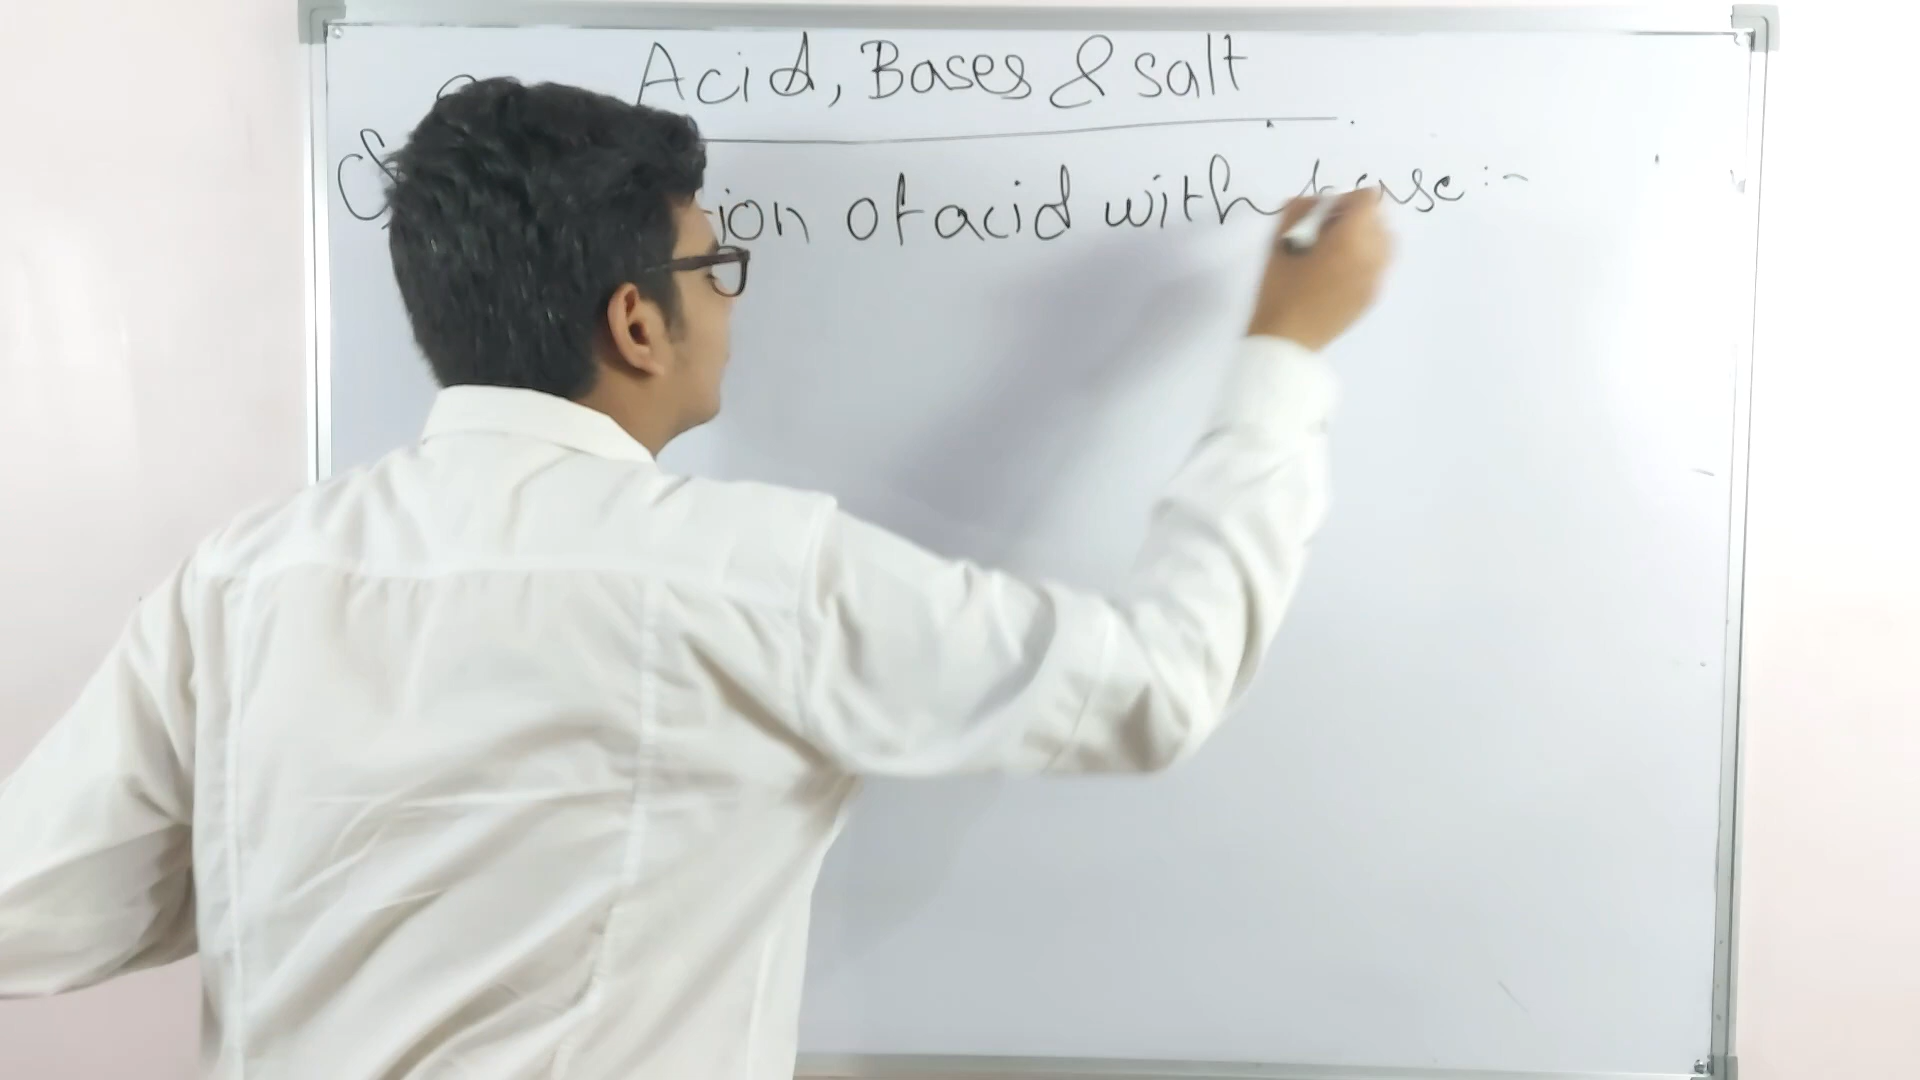 Acid, Bases & salt
ion of acid with base :-